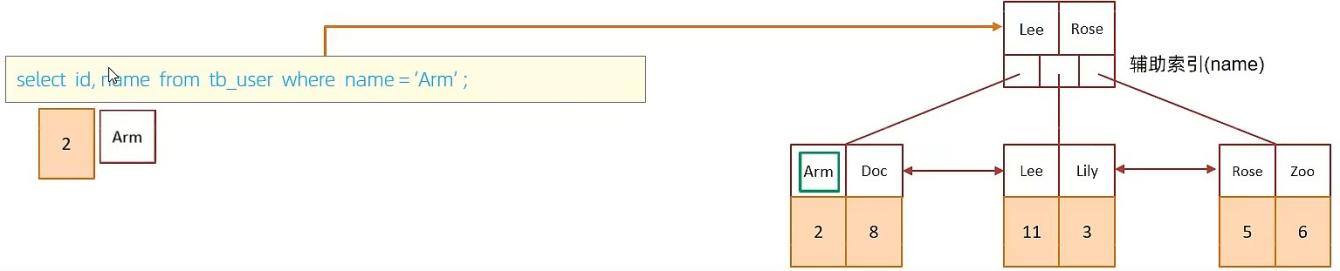 Lee Rose
辅助索引(name)
select id, name from tb_user where name = 'Arm' ;
2 Arm
Arm Doc Lee Lily Rose Zoo
2 8 11 3 5 6